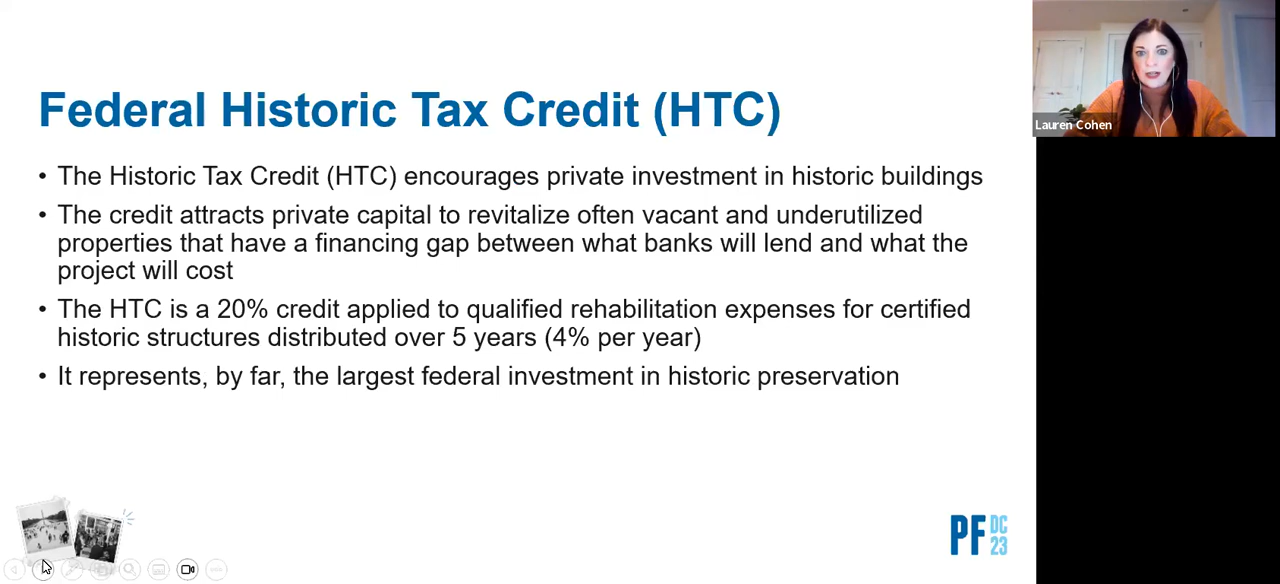 Federal Historic Tax Credit (HTC)
• The Historic Tax Credit (HTC) encourages private investment in historic buildings
• The credit attracts private capital to revitalize often vacant and underutilized
properties that have a financing gap between what banks will lend and what the
project will cost
• The HTC is a 20% credit applied to qualified rehabilitation expenses for certified
historic structures distributed over 5 years (4% per year)
• It represents, by far, the largest federal investment in historic preservation
Lauren Cohen
PF DC
23